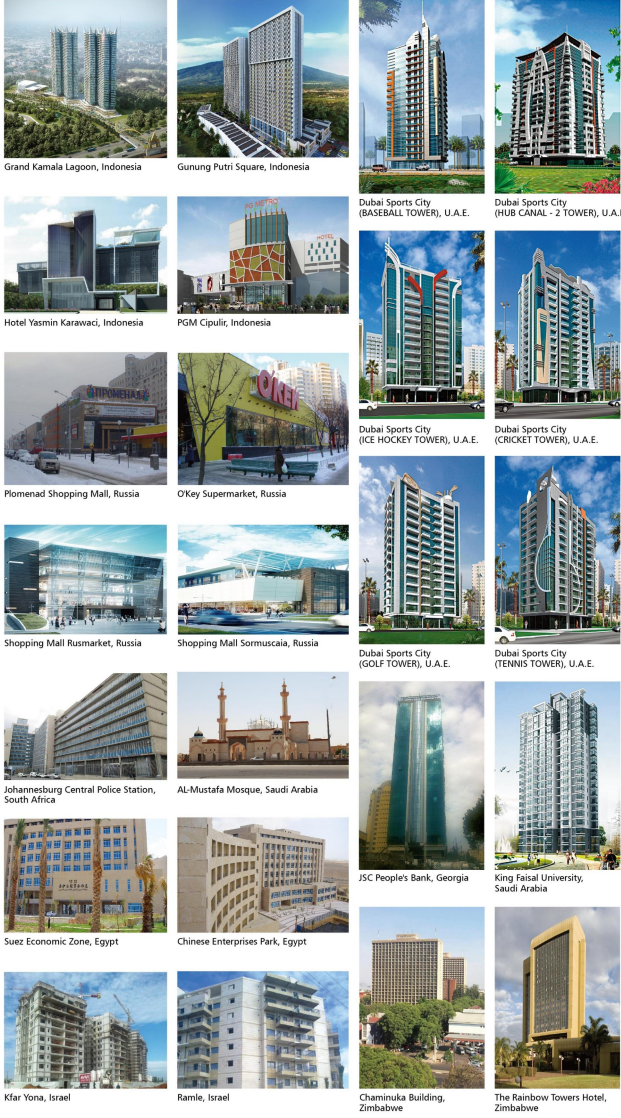 Grand Kamala Lagoon, Indonesia
Gunung Putri Square, Indonesia
Dubai Sports City
(BASEBALL TOWER), U.A.E.
Dubai Sports City
(HUB CANAL - 2 TOWER), U.A.
PG METRO
HOTEL
Hotel Yasmin Karawaci, Indonesia
PGM Cipulir, Indonesia
Dubai Sports City
(ICE HOCKEY TOWER), U.A.E.
Dubai Sports City
(CRICKET TOWER), U.A.E.
ПРОМЕНАД
О'КЕЙ
Plomenad Shopping Mall, Russia
O'Key Supermarket, Russia
Shopping Mall Rusmarket, Russia
Shopping Mall Sormuscaia, Russia
Dubai Sports City
(GOLF TOWER), U.A.E.
Dubai Sports City
(TENNIS TOWER), U.A.E.
Johannesburg Central Police Station,
South Africa
AL-Mustafa Mosque, Saudi Arabia
JSC People's Bank, Georgia
King Faisal University,
Saudi Arabia
Suez Economic Zone, Egypt
Chinese Enterprises Park, Egypt
Kfar Yona, Israel
Ramle, Israel
Chaminuka Building,
Zimbabwe
The Rainbow Towers Hotel,
Zimbabwe